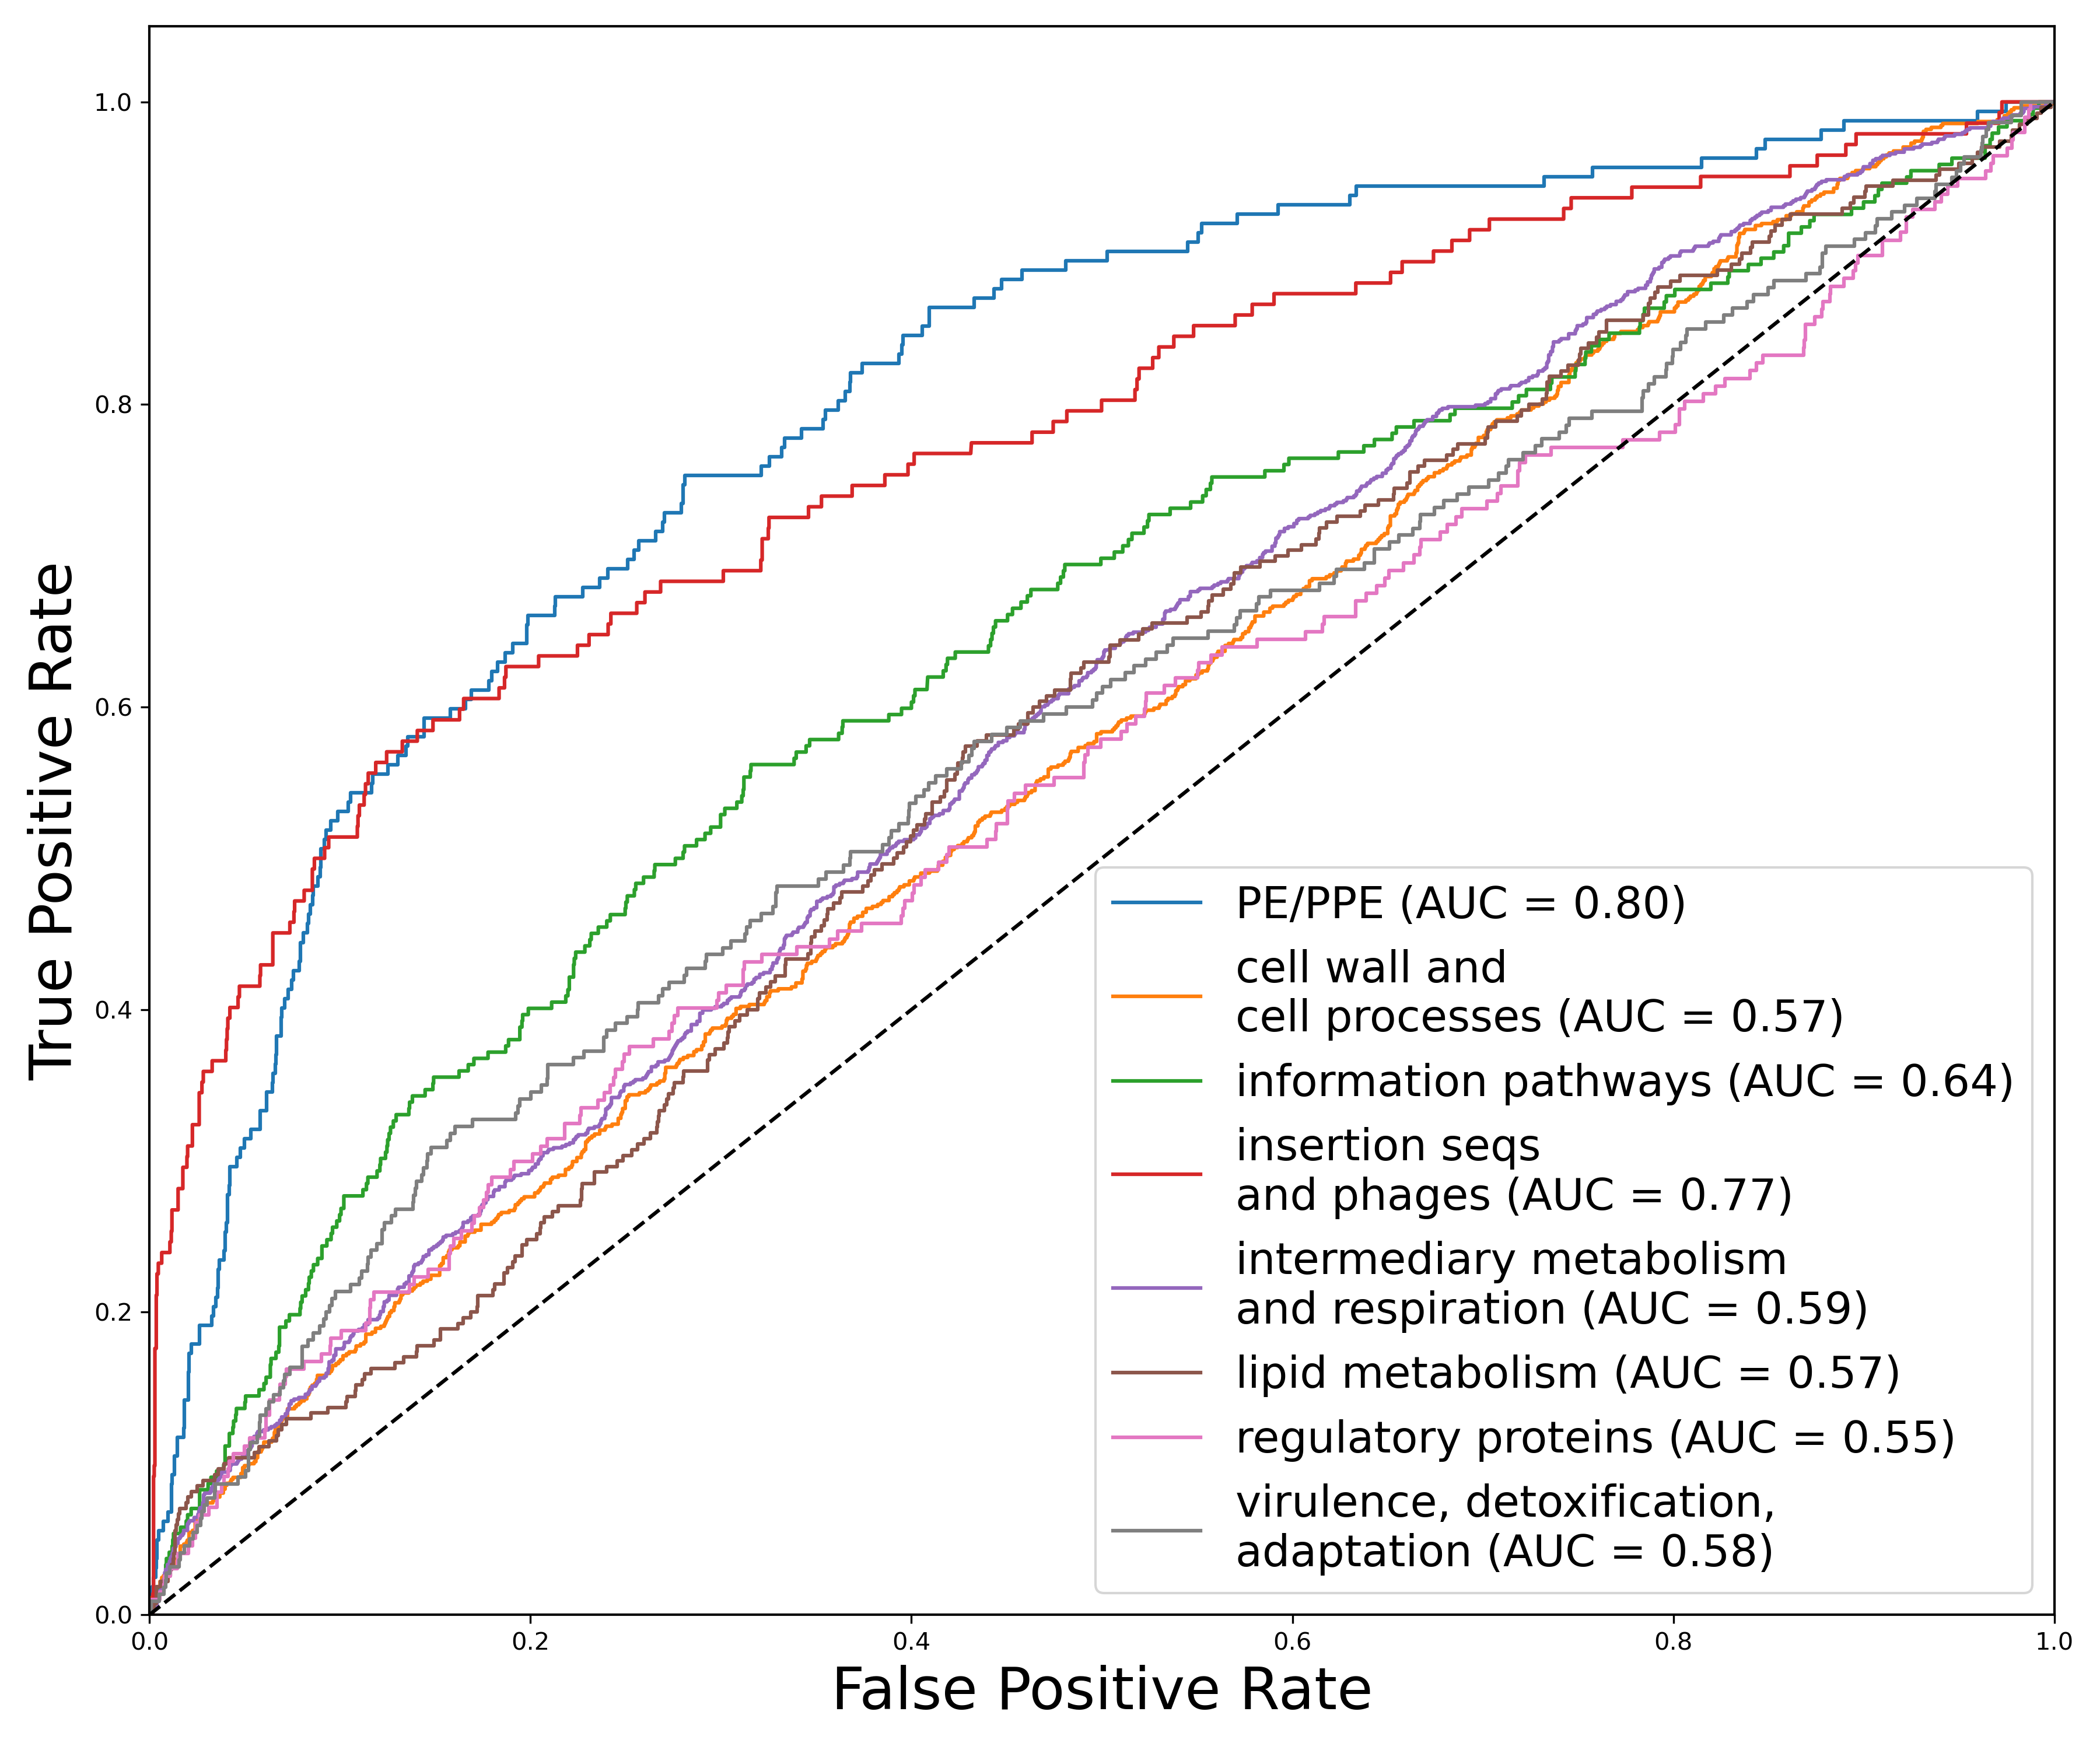 1.0
0.8
0.6
0.4
0.2
0.0
True Positive Rate
0.0 0.2 0.4 0.6 0.8 1.0
False Positive Rate
PE/PPE (AUC = 0.80)
cell wall and
cell processes (AUC = 0.57)
information pathways (AUC = 0.64)
insertion seqs
and phages (AUC = 0.77)
intermediary metabolism
and respiration (AUC = 0.59)
lipid metabolism (AUC = 0.57)
regulatory proteins (AUC = 0.55)
virulence, detoxification,
adaptation (AUC = 0.58)